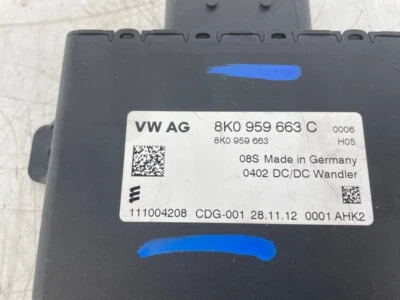 VW AG 8K0 959 663 C 0006
8K0 959 663 H05
08S Made in Germany
0402 DC/DC Wandler
111004208 CDG-001 28.11.12 0001 AHK2